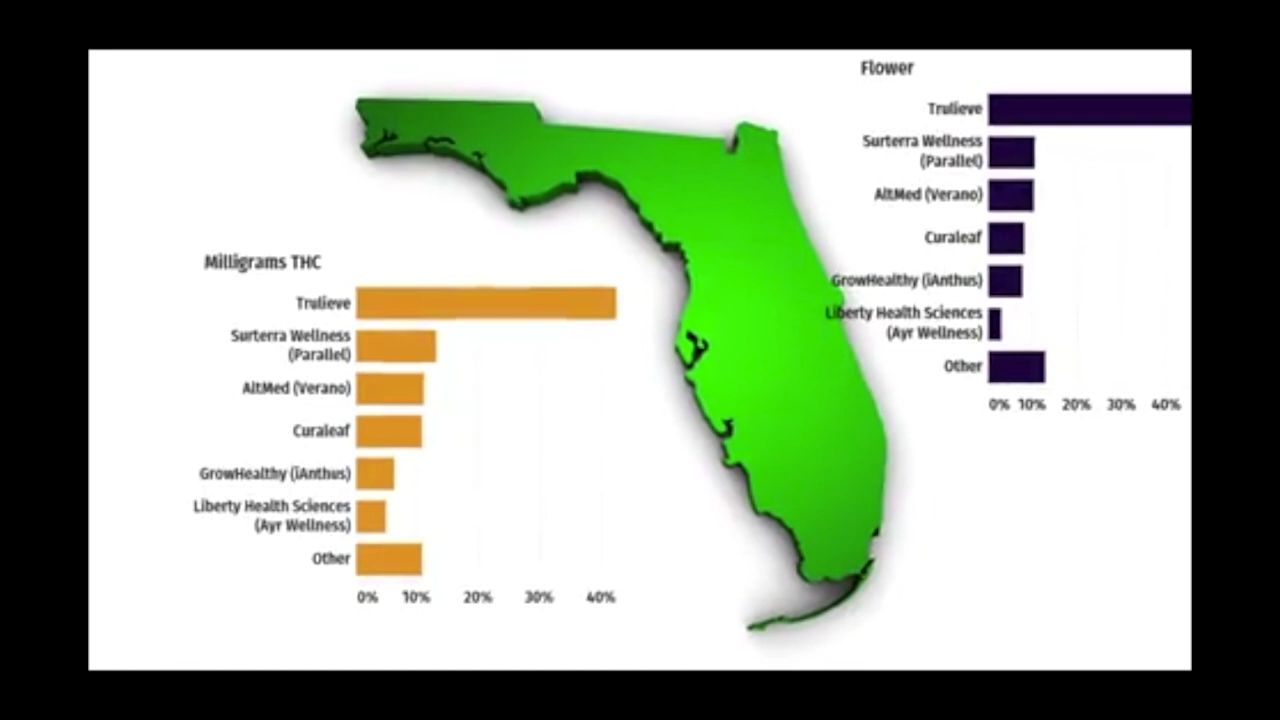 Flower
Trulieve
Surterra Wellness
(Parallel)
AltMed (Verano)
Curaleaf
GrowHealthy (iAnthus)
Liberty Health Sciences
(Ayr Wellness)
Other
0% 10% 20% 30% 40%
Milligrams THC
Trulieve
Surterra Wellness
(Parallel)
AltMed (Verano)
Curaleaf
GrowHealthy (iAnthus)
Liberty Health Sciences
(Ayr Wellness)
Other
0% 10% 20% 30% 40%